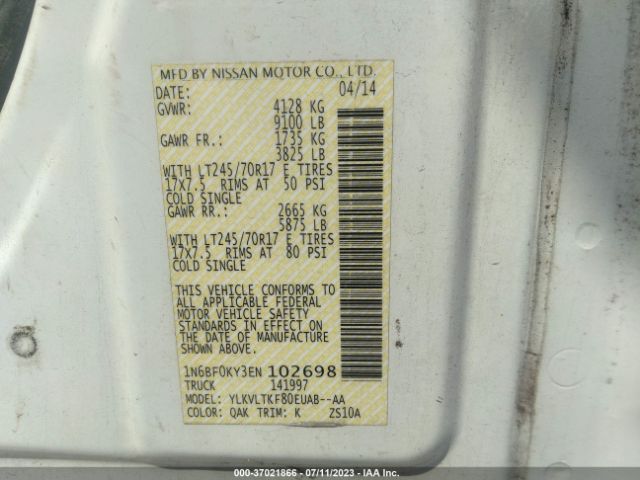 MFD BY NISSAN MOTOR CO., LTD.
DATE: 04/14
GVWR: 4128 KG
9100 LB
GAWR FR.: 1735 KG
3825 LB
WITH LT245/70R17 E TIRES
17X7.5 RIMS AT 50 PSI
COLD SINGLE
GAWR RR.: 2665 KG
5875 LB
WITH LT245/70R17 E TIRES
17X7.5 RIMS AT 80 PSI
COLD SINGLE
THIS VEHICLE CONFORMS TO
ALL APPLICABLE FEDERAL
MOTOR VEHICLE SAFETY
STANDARDS IN EFFECT ON
THE DATE OF MANUFACTURE
SHOWN ABOVE.
1N6BF0KY3EN 102698
TRUCK 141997
MODEL: YLKVLTKF80EUAB--AA
COLOR: QAK TRIM: K ZS10A
000-37021866 - 07/11/2023 - IAA Inc.